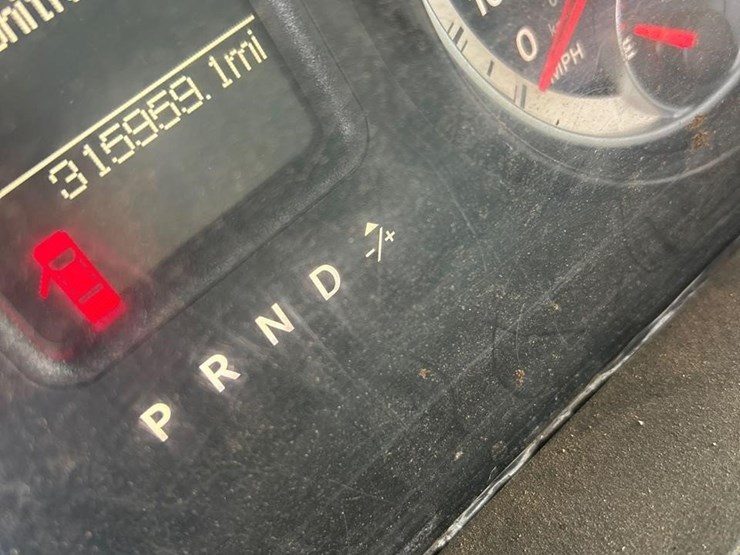 315959.1mi
0
MPH
E
P R N D -/+